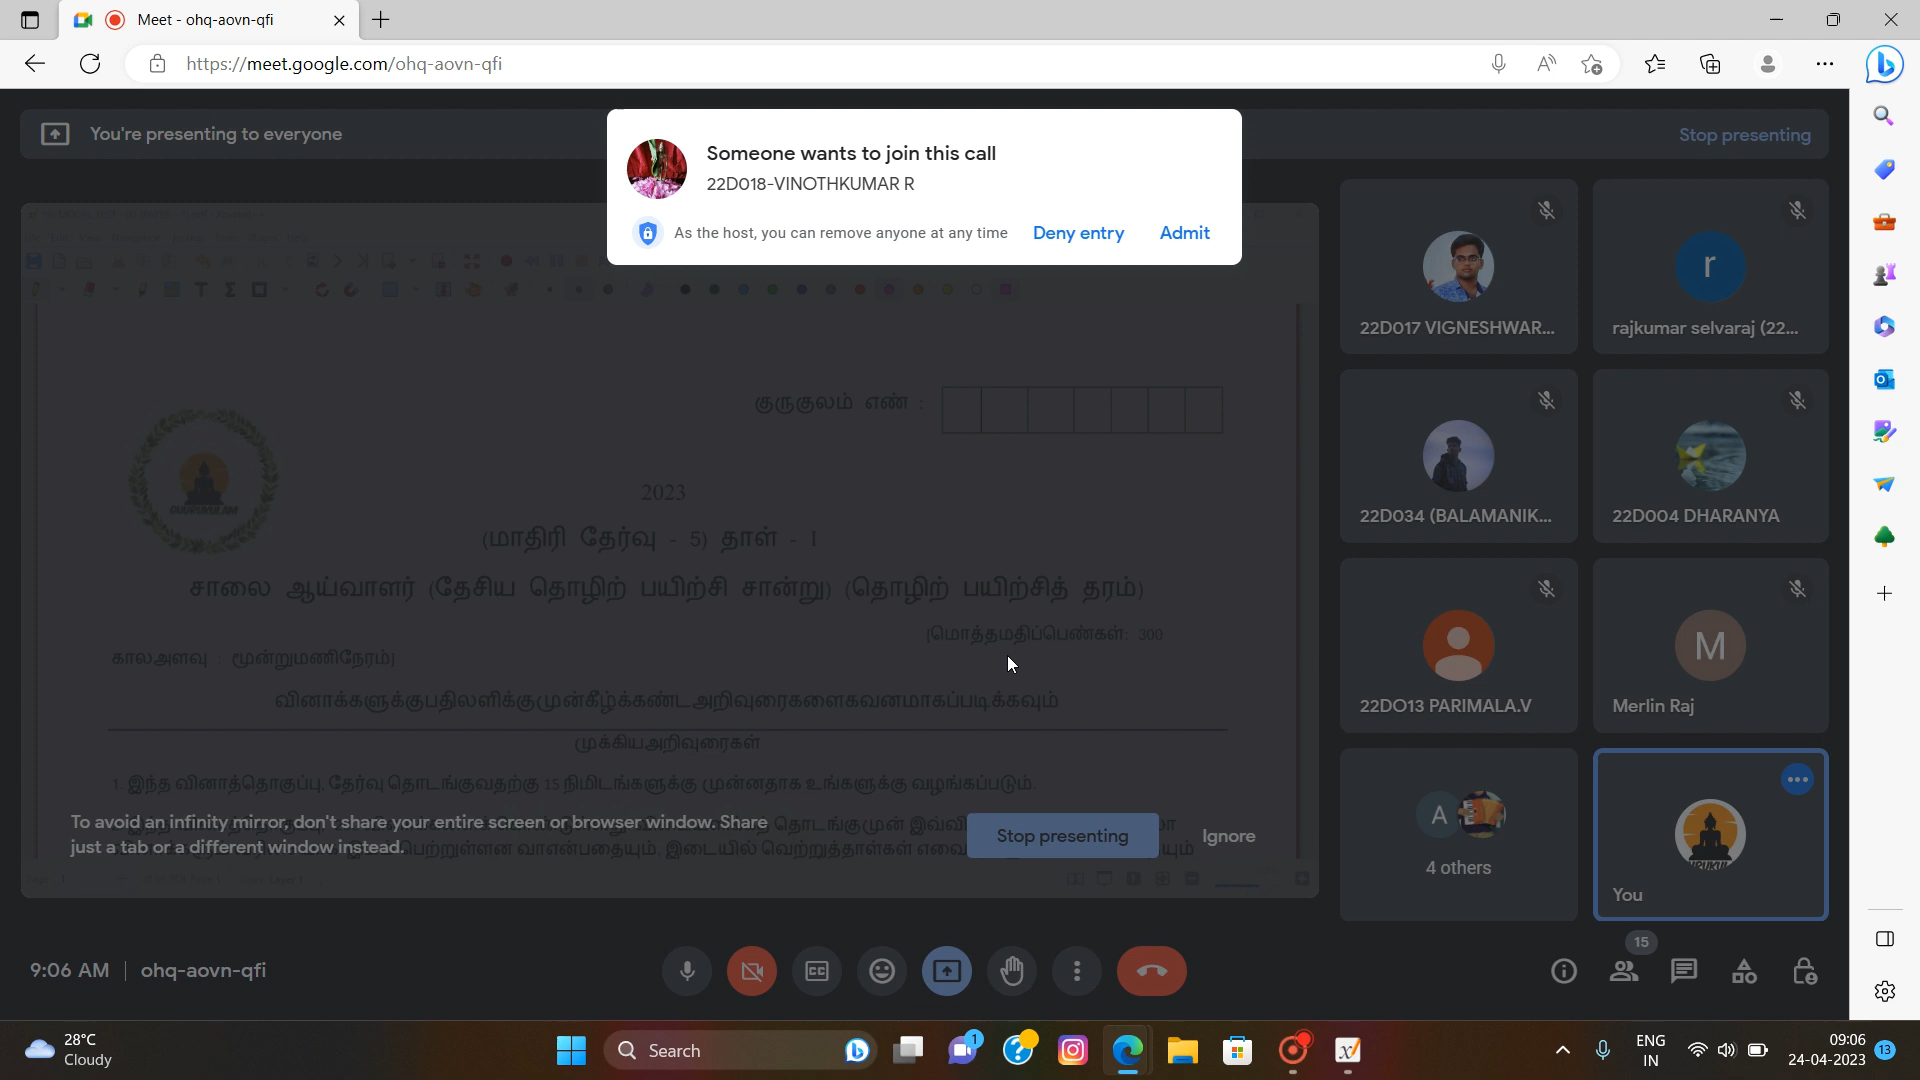 Meet - ohq-aovn-qfi
https://meet.google.com/ohq-aovn-qfi
You're presenting to everyone
Stop presenting
Someone wants to join this call
22D018-VINOTHKUMAR R
As the host, you can remove anyone at any time
Deny entry
Admit
குருகுலம் எண் :
GUURUKULAM
2023
(மாதிரி தேர்வு - 5) தாள் - I
சாலை ஆய்வாளர் (தேசிய தொழிற் பயிற்சி சான்று) (தொழிற் பயிற்சித் தரம்)
|மொத்தமதிப்பெண்கள்: 300
காலஅளவு : மூன்றுமணிநேரம்|
வினாக்களுக்குபதிலளிக்குமுன்கீழ்க்கண்டஅறிவுரைகளைகவனமாகப்படிக்கவும்
முக்கியஅறிவுரைகள்
1. இந்த வினாத்தொகுப்பு, தேர்வு தொடங்குவதற்கு 15 நிமிடங்களுக்கு முன்னதாக உங்களுக்கு வழங்கப்படும்.
To avoid an infinity mirror, don't share your entire screen or browser window. Share
just a tab or a different window instead.
Stop presenting
Ignore
22D017 VIGNESHWAR...
r
rajkumar selvaraj (22...
22D034 (BALAMANIK...
22D004 DHARANYA
22DO13 PARIMALA.V
M
Merlin Raj
A
4 others
You
9:06 AM | ohq-aovn-qfi
15
28°C
Cloudy
Search
1
ENG
IN
09:06
24-04-2023
13